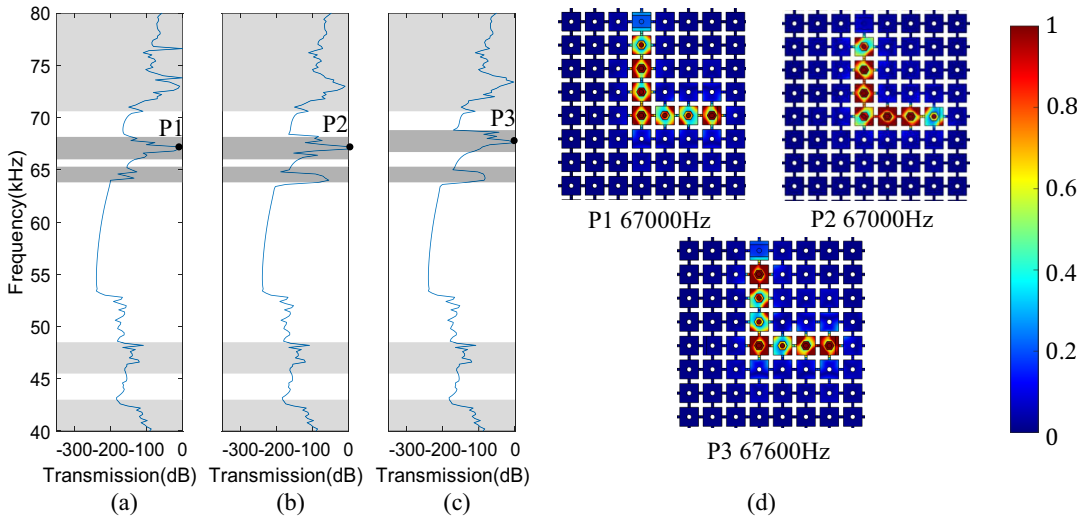 80
75
70
65
60
55
50
45
40
Frequency(kHz)
P1
P2
P3
-300-200-100 0
-300-200-100 0
-300-200-100 0
Transmission(dB)
Transmission(dB)
Transmission(dB)
(a)
(b)
(c)
P1 67000Hz
P2 67000Hz
P3 67600Hz
(d)
1
0.8
0.6
0.4
0.2
0